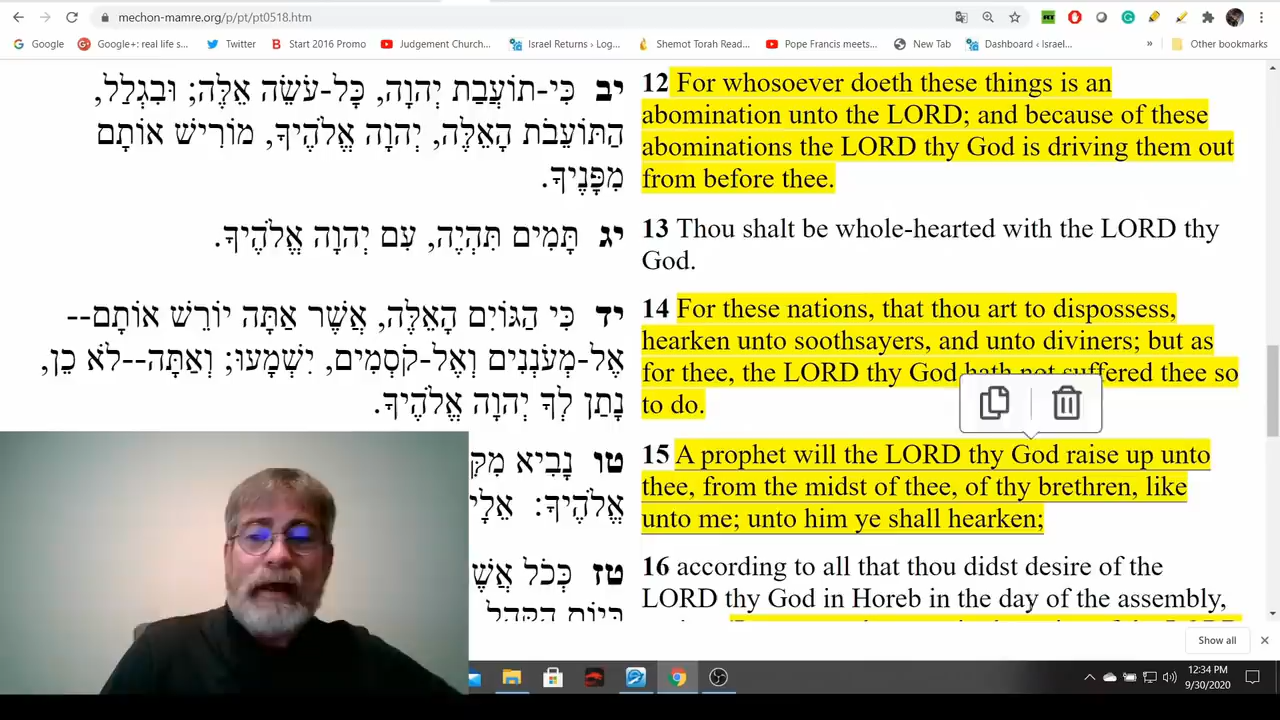 mechon-mamre.org/p/pt/pt0518.htm
Google
Google+: real life s...
Twitter
Start 2016 Promo
Judgement Church...
Israel Returns › Log...
Shemot Torah Read...
Pope Francis meets...
New Tab
Dashboard ‹ Israel...
»
Other bookmarks
יב כִּי-תוֹעֲבַת יְהוָה, כָּל-עֹשֵׂה אֵלֶּה; וּבִגְלַל,
הַתּוֹעֵבֹת הָאֵלֶּה, יְהוָה אֱלֹהֶיךָ, מוֹרִישׁ אוֹתָם
מִפָּנֶיךָ.
12 For whosoever doeth these things is an
abomination unto the LORD; and because of these
abominations the LORD thy God is driving them out
from before thee.
יג תָּמִים תִּהְיֶה, עִם יְהוָה אֱלֹהֶיךָ.
13 Thou shalt be whole-hearted with the LORD thy
God.
יד כִּי הַגּוֹיִם הָאֵלֶּה, אֲשֶׁר אַתָּה יוֹרֵשׁ אוֹתָם--
אֶל-מְעֹנְנִים וְאֶל-קֹסְמִים, יִשְׁמָעוּ; וְאַתָּה--לֹא כֵן,
נָתַן לְךָ יְהוָה אֱלֹהֶיךָ.
14 For these nations, that thou art to dispossess,
hearken unto soothsayers, and unto diviners; but as
for thee, the LORD thy God hath not suffered thee so
to do.
טו נָבִיא מִקִּ
אֱלֹהֶיךָ: אֵלָי
15 A prophet will the LORD thy God raise up unto
thee, from the midst of thee, of thy brethren, like
unto me; unto him ye shall hearken;
טז כְּכֹל אֲשֶׁ
בְּיוֹם הַקָּהָל
16 according to all that thou didst desire of the
LORD thy God in Horeb in the day of the assembly,
Show all
12:34 PM
9/30/2020